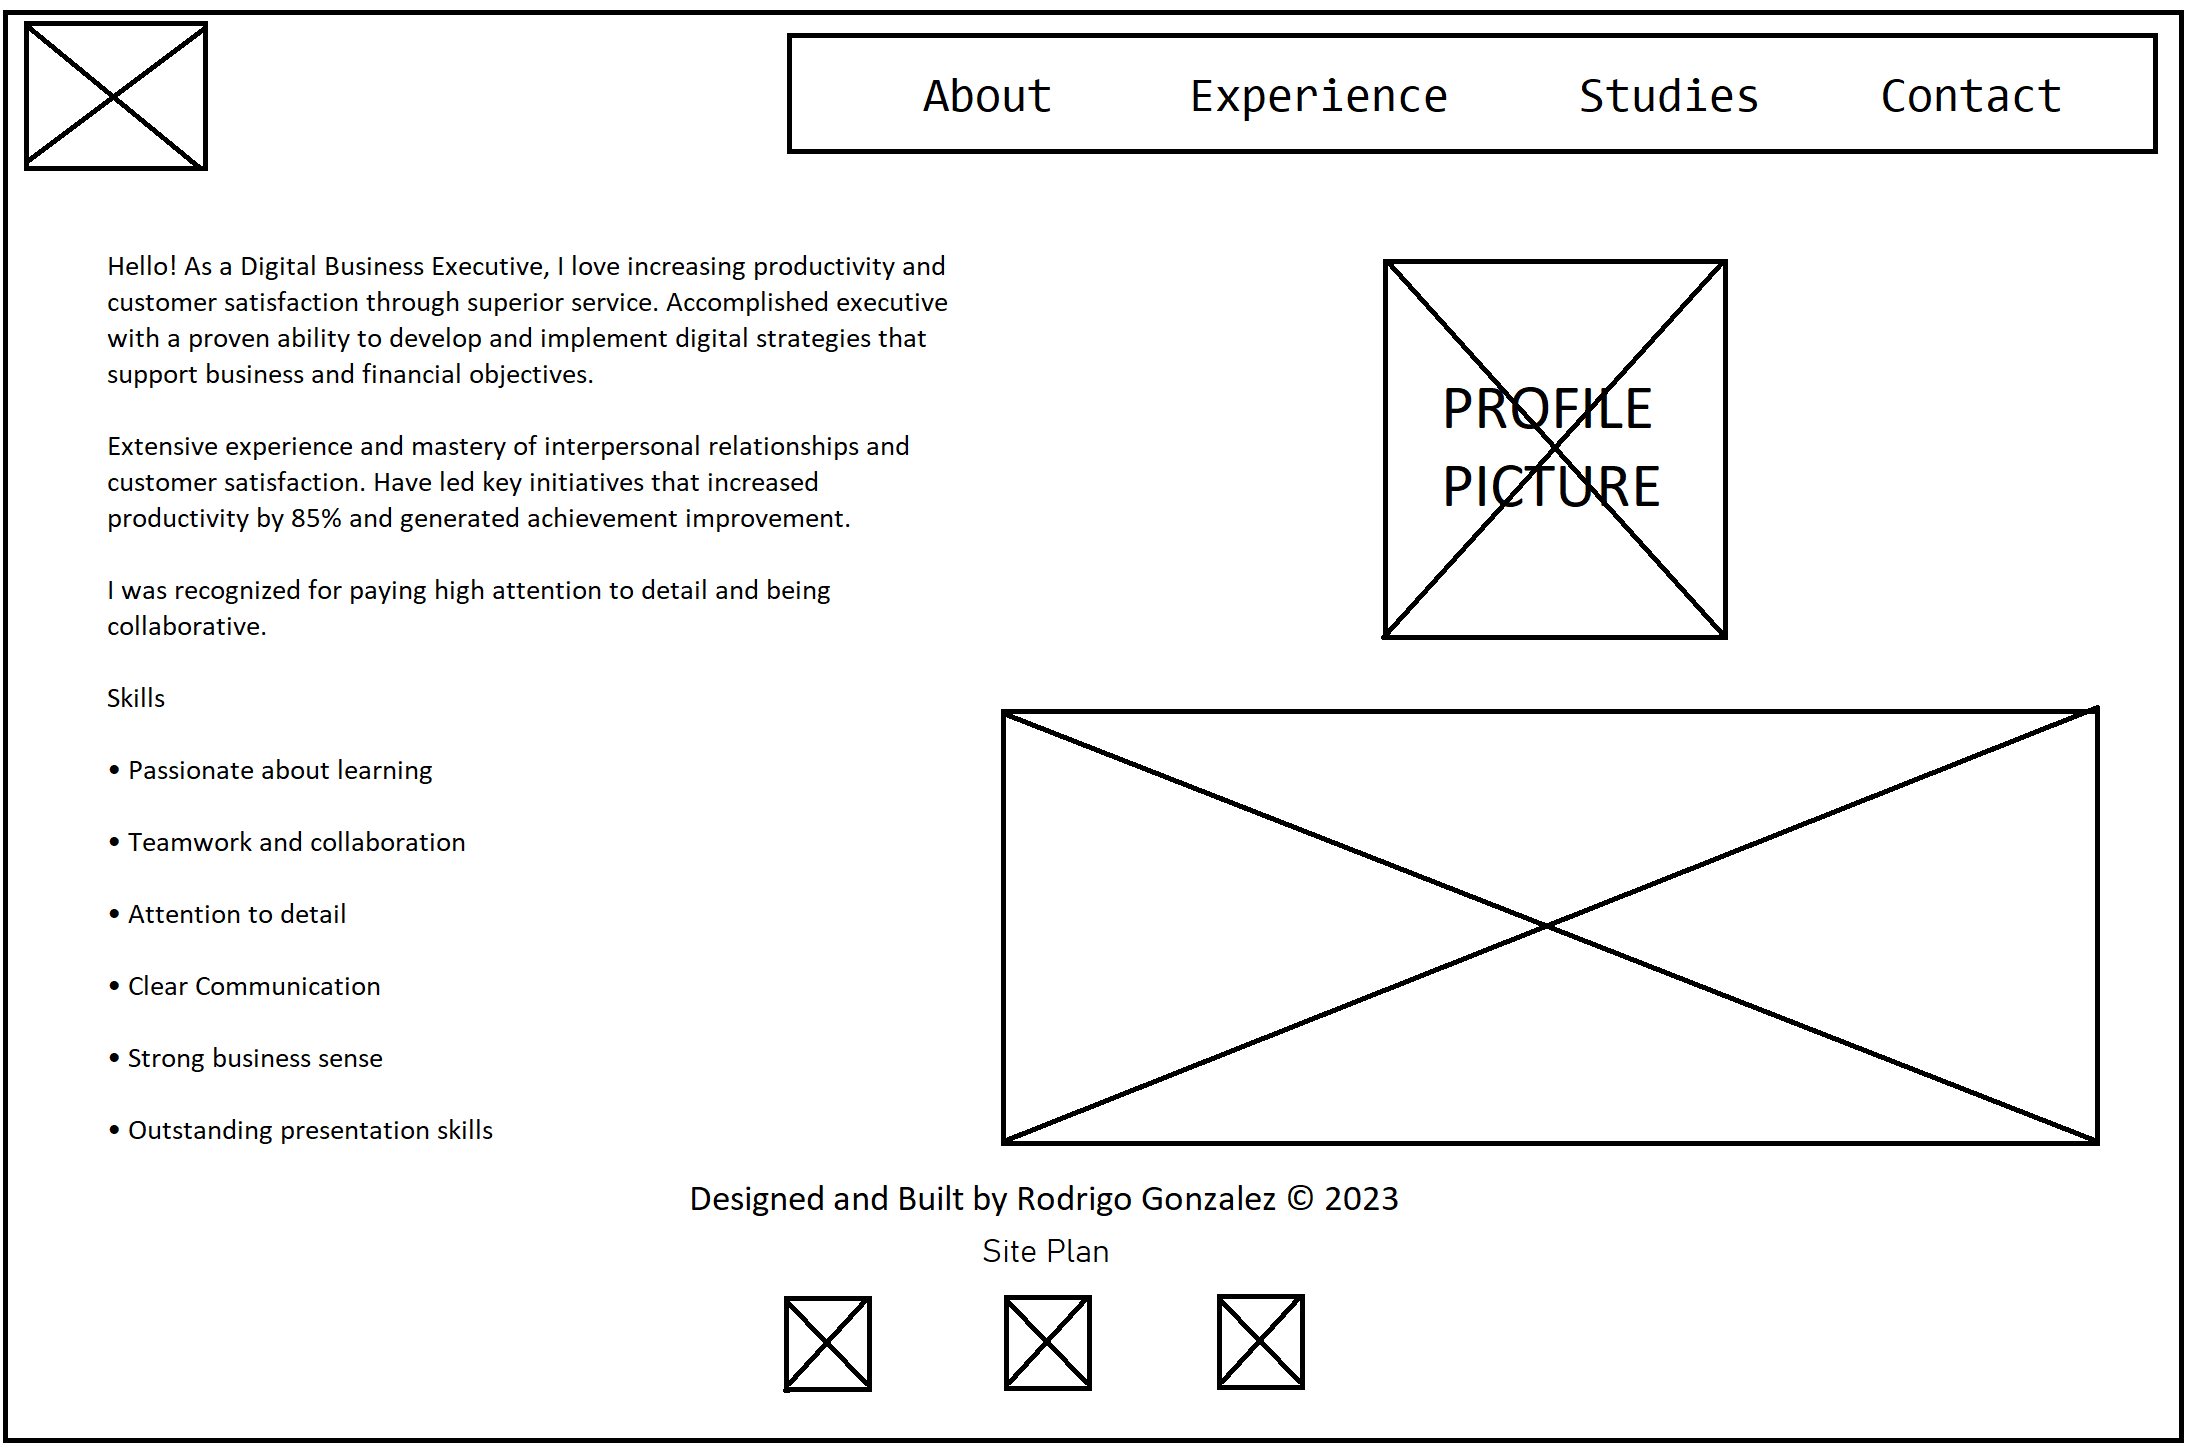 About Experience Studies Contact
Hello! As a Digital Business Executive, I love increasing productivity and
customer satisfaction through superior service. Accomplished executive
with a proven ability to develop and implement digital strategies that
support business and financial objectives.
Extensive experience and mastery of interpersonal relationships and
customer satisfaction. Have led key initiatives that increased
productivity by 85% and generated achievement improvement.
I was recognized for paying high attention to detail and being
collaborative.
Skills
• Passionate about learning
• Teamwork and collaboration
• Attention to detail
• Clear Communication
• Strong business sense
• Outstanding presentation skills
PROFILE
PICTURE
Designed and Built by Rodrigo Gonzalez © 2023
Site Plan